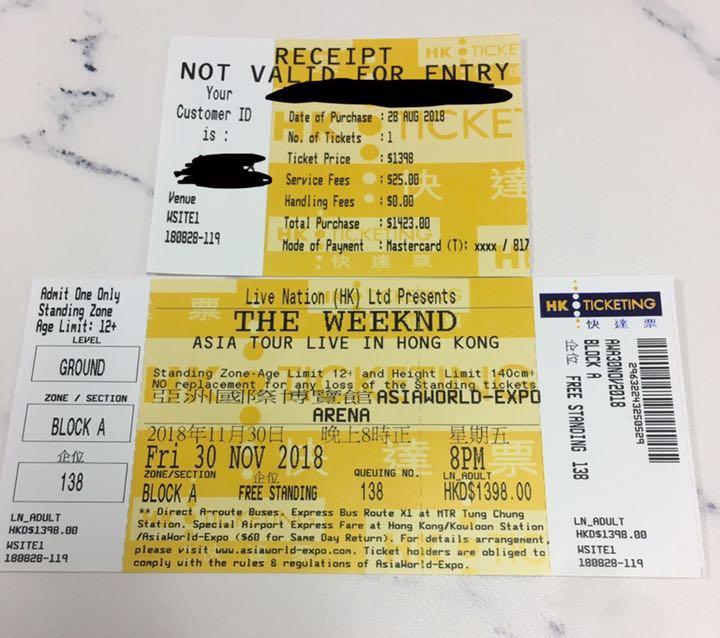 RECEIPT
NOT VALID FOR ENTRY
HK TICKE
Your
Customer ID
is :
Date of Purchase : 28 AUG 2018
No. of Tickets : 1
Ticket Price : $1398
Service Fees : $25.00
Handling Fees : $0.00
Total Purchase : $1423.00
Mode of Payment : Mastercard (T): xxxx / 817
Venue
WSITE1
180828-119
Admit One Only
Standing Zone
Age Limit: 12+
LEVEL
GROUND
ZONE / SECTION
BLOCK A
企位
138
LN_ADULT
HKD$1398.00
WSITE1
180828-119
Live Nation (HK) Ltd Presents
THE WEEKND
ASIA TOUR LIVE IN HONG KONG
Standing Zone-Age Limit 12+ and Height Limit 140cm+
NO replacement for any loss of the Standing tickets
亞洲國際博覽館 ASIAWORLD-EXPO
ARENA
2018年11月30日 晚上8時正 星期五
Fri 30 NOV 2018 8PM
ZONE/SECTION 企位 QUEUING NO. LN_ADULT
BLOCK A FREE STANDING 138 HKD$1398.00
** Direct A-route Buses. Express Bus Route X1 at MTR Tung Chung
Station. Special Airport Express Fare at Hong Kong/Kowloon Station
/AsiaWorld-Expo ($60 for Same Day Return). For details arrangement,
please visit www.asiaworld-expo.com. Ticket holders are obliged to
comply with the rules & regulations of AsiaWorld-Expo.
HK TICKETING
快達票
AWA30NOV2018
BLOCK A
企位 FREE STANDING 138
2963224325050529
LN_ADULT
HKD$1398.00
WSITE1
180828-119